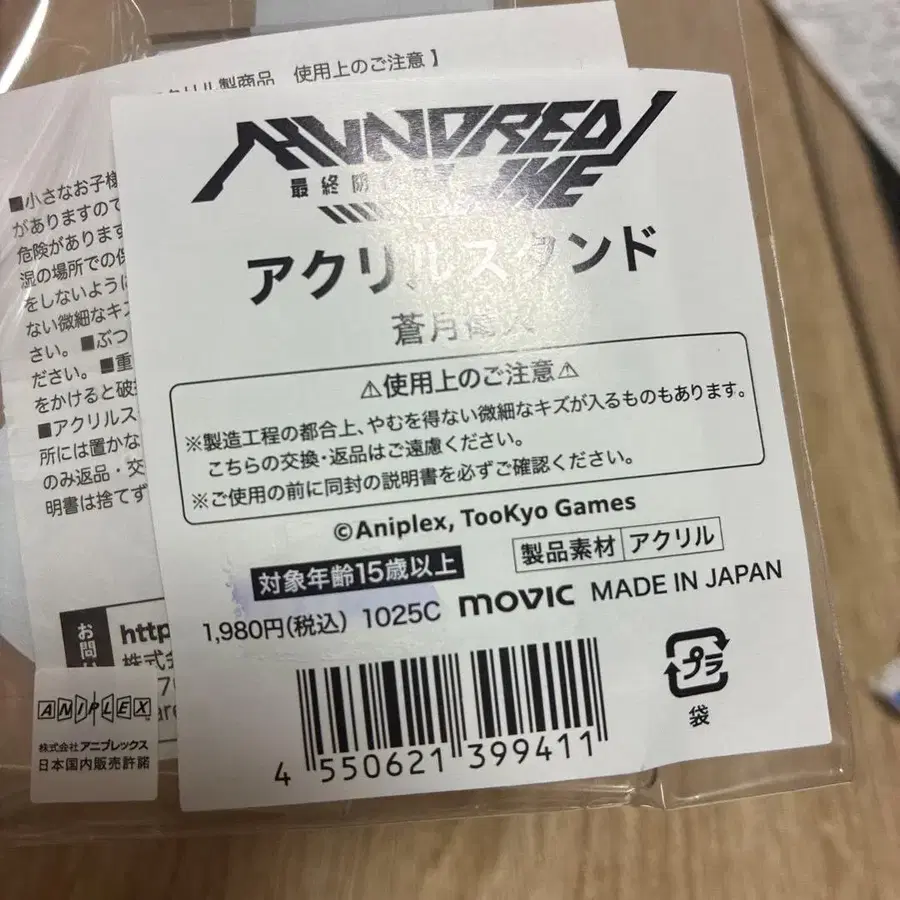 クリル製商品 使用上のご注意】
■小さなお子様
がありますので
危険があります
湿の場所での保
をしないように
ない微細なキズ
さい。■ぶつ
ださい。■重
をかけると破損
■アクリルス
所には置かな
のみ返品・交
明書は捨てず
HUNDRED LINE
最終防
アクリルスタンド
蒼月
⚠使用上のご注意⚠
※製造工程の都合上、やむを得ない微細なキズが入るものもあります。
こちらの交換・返品はご遠慮ください。
※ご使用の前に同封の説明書を必ずご確認ください。
©Aniplex, TooKyo Games
対象年齢15歳以上
製品素材 アクリル
1,980円(税込) 1025C movic MADE IN JAPAN
4 550621 399411
プラ
袋
お問
http
株式会
ANIPLEX
株式会社アニプレックス
日本国内販売許諾